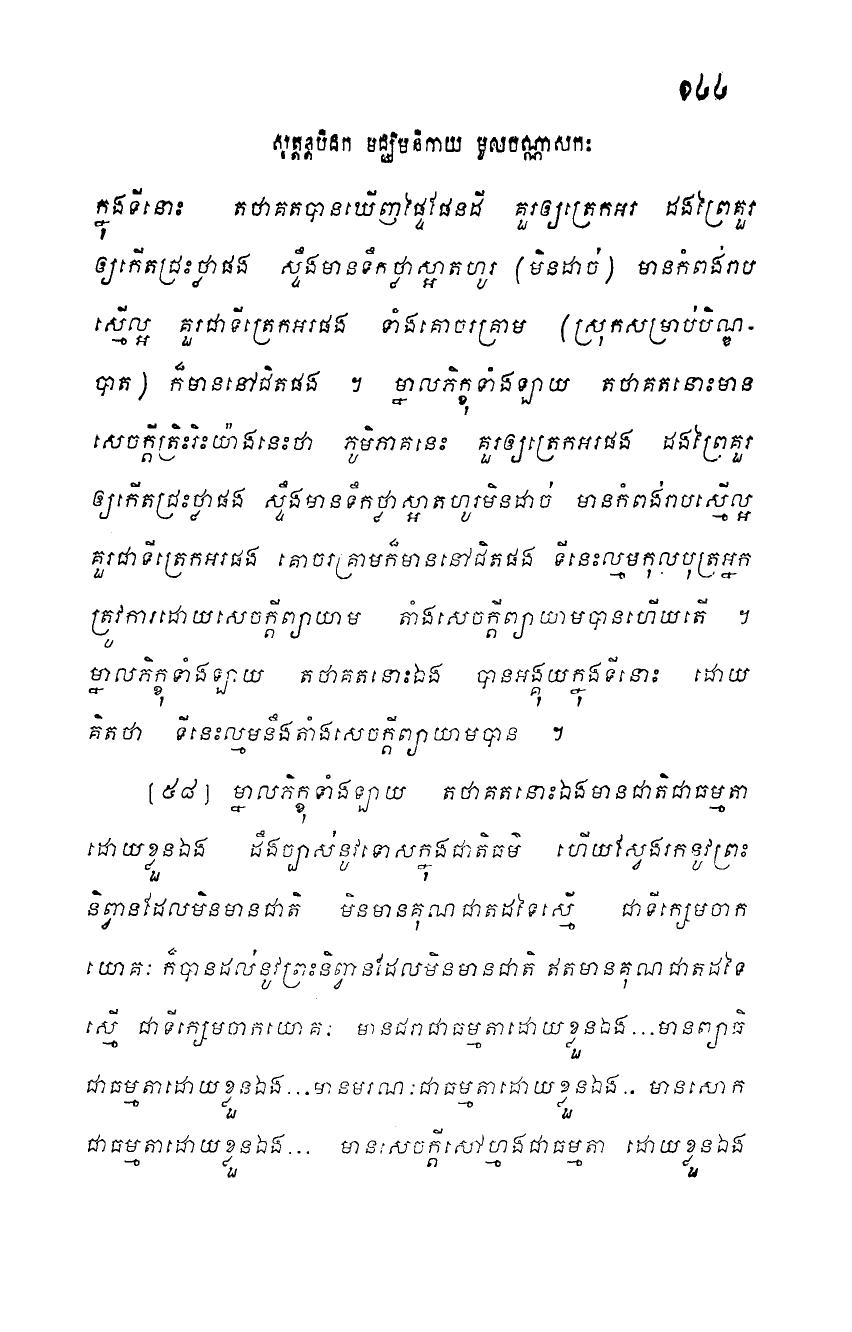 ១៤៤
សុត្តន្តបិដក មជ្ឈិមនិកាយ មូលបណ្ណាសកៈ
ក្នុងទីនោះ តថាគតបានឃើញផ្ទៃផែនដី គួរឲ្យត្រេកអរ ដងព្រៃគួរ
ឲ្យកើតជ្រះថ្លាផង ស្ទឹងមានទឹកថ្លាស្អាតហូរ (មិនដាច់) មានកំពង់រាប
ស្មើល្អ គួរជាទីត្រេកអរផង ទាំងគោចរគ្រាម (ស្រុកសម្រាប់បិណ្ឌ-
បាត) ក៏មាននៅជិតផង ។ ម្នាលភិក្ខុទាំងឡាយ តថាគតនោះមាន
សេចក្តីត្រិះរិះយ៉ាងនេះថា ភូមិភាគនេះ គួរឲ្យត្រេកអរផង ដងព្រៃគួរ
ឲ្យកើតជ្រះថ្លាផង ស្ទឹងមានទឹកថ្លាស្អាតហូរមិនដាច់ មានកំពង់រាបស្មើល្អ
គួរជាទីត្រេកអរផង គោចរគ្រាមក៏មាននៅជិតផង ទីនេះល្មមកុលបុត្រអ្នក
ត្រូវការដោយសេចក្តីព្យាយាម តាំងសេចក្តីព្យាយាមបានហើយតើ ។
ម្នាលភិក្ខុទាំងឡាយ តថាគតនោះឯង បានអង្គុយក្នុងទីនោះ ដោយ
គិតថា ទីនេះល្មមនឹងតាំងសេចក្តីព្យាយាមបាន ។
[៥៨] ម្នាលភិក្ខុទាំងឡាយ តថាគតនោះឯងមានជាតិជាធម្មតា
ដោយខ្លួនឯង ដឹងច្បាស់នូវទោសក្នុងជាតិធម៌ ហើយស្វែងរកនូវព្រះ
និព្វានដែលមិនមានជាតិ មិនមានគុណជាតដទៃស្មើ ជាទីក្សេមចាក
យោគៈ ក៏បានដល់នូវព្រះនិព្វានដែលមិនមានជាតិ ឥតមានគុណជាតដទៃ
ស្មើ ជាទីក្សេមចាកយោគៈ មានជរាជាធម្មតាដោយខ្លួនឯង...មានព្យាធិ
ជាធម្មតាដោយខ្លួនឯង...មានមរណៈជាធម្មតាដោយខ្លួនឯង.. មានសោក
ជាធម្មតាដោយខ្លួនឯង... មានសេចក្តីសៅហ្មងជាធម្មតា ដោយខ្លួនឯង